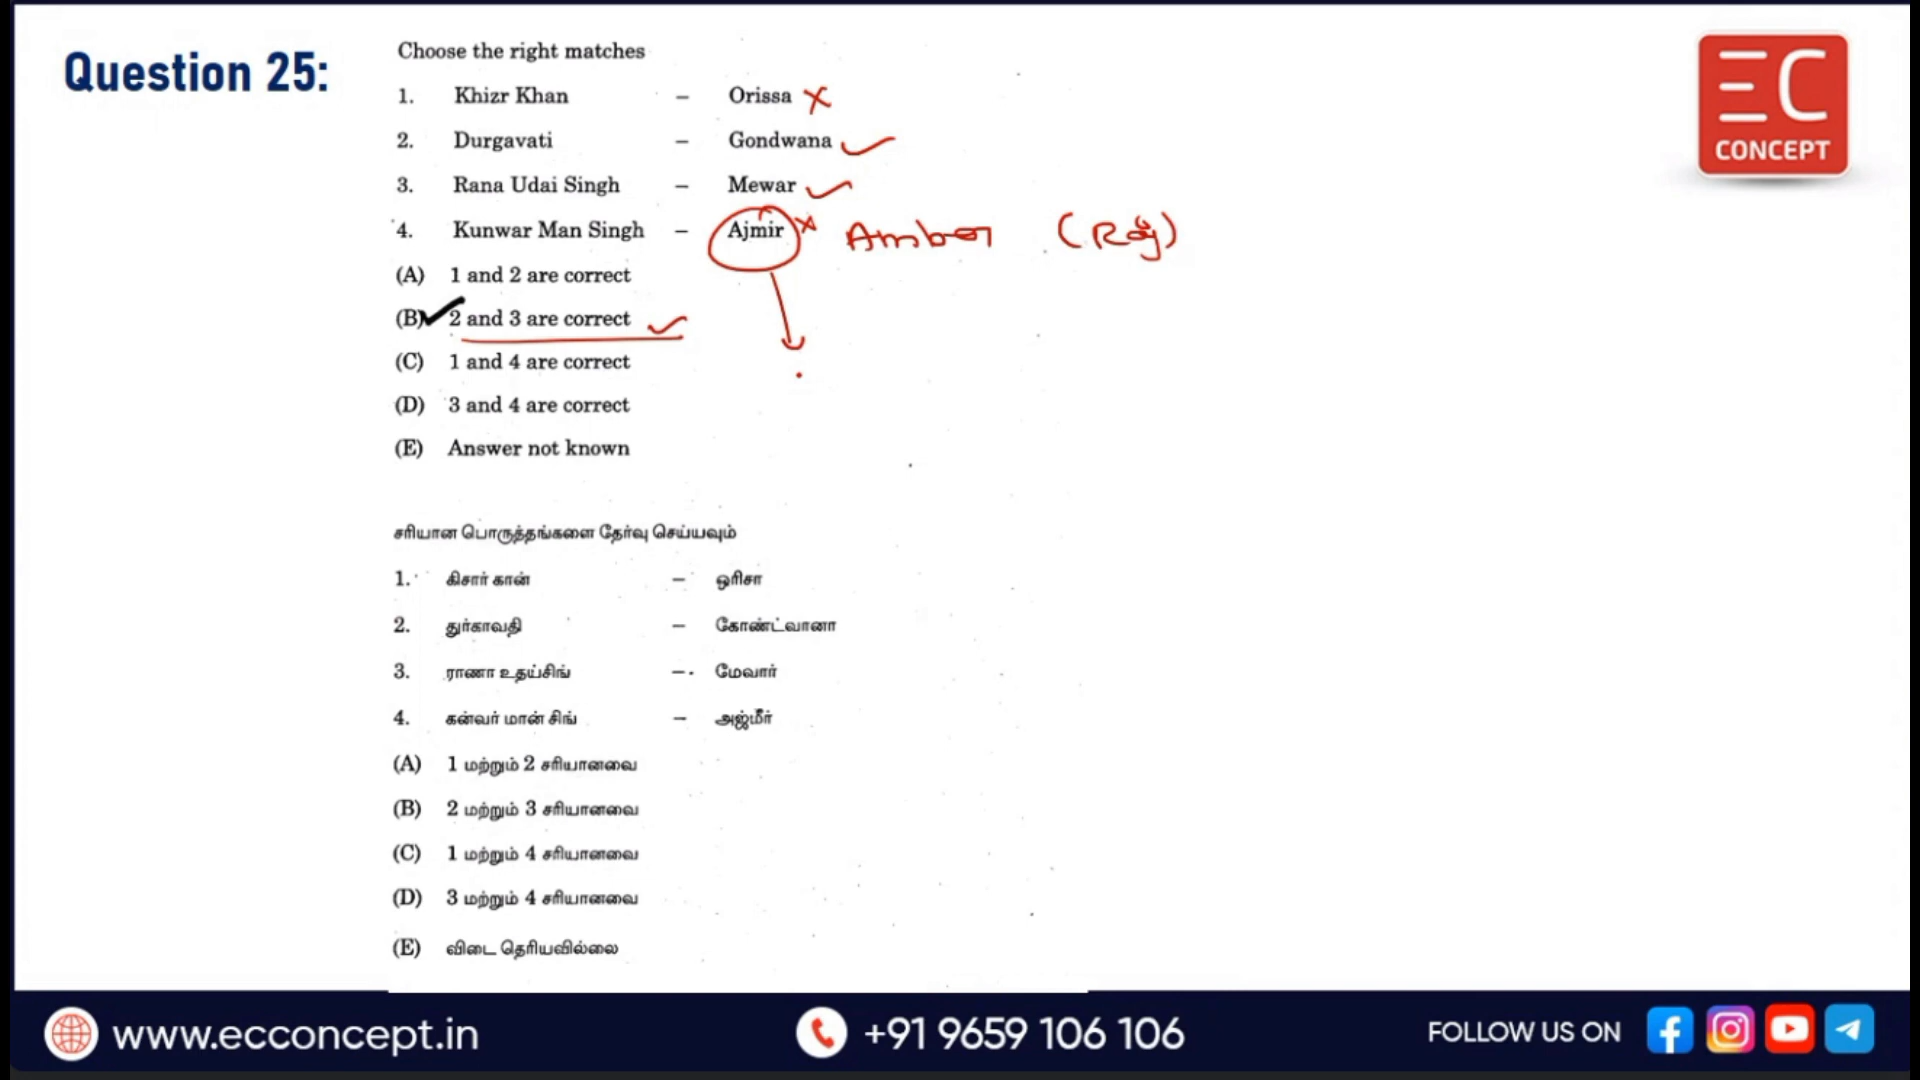 Question 25:
Choose the right matches
1. Khizr Khan – Orissa X
2. Durgavati – Gondwana
3. Rana Udai Singh – Mewar
4. Kunwar Man Singh – Ajmir x Amber (Raj)
(A) 1 and 2 are correct
(B) 2 and 3 are correct
(C) 1 and 4 are correct
(D) 3 and 4 are correct
(E) Answer not known
சரியான பொருத்தங்களை தேர்வு செய்யவும்
1. கிசார் கான் – ஒரிசா
2. துர்காவதி – கோண்ட்வானா
3. ராணா உதய்சிங் – மேவார்
4. கன்வர் மான் சிங் – அஜ்மீர்
(A) 1 மற்றும் 2 சரியானவை
(B) 2 மற்றும் 3 சரியானவை
(C) 1 மற்றும் 4 சரியானவை
(D) 3 மற்றும் 4 சரியானவை
(E) விடை தெரியவில்லை
EC
CONCEPT
www.ecconcept.in +91 9659 106 106 FOLLOW US ON